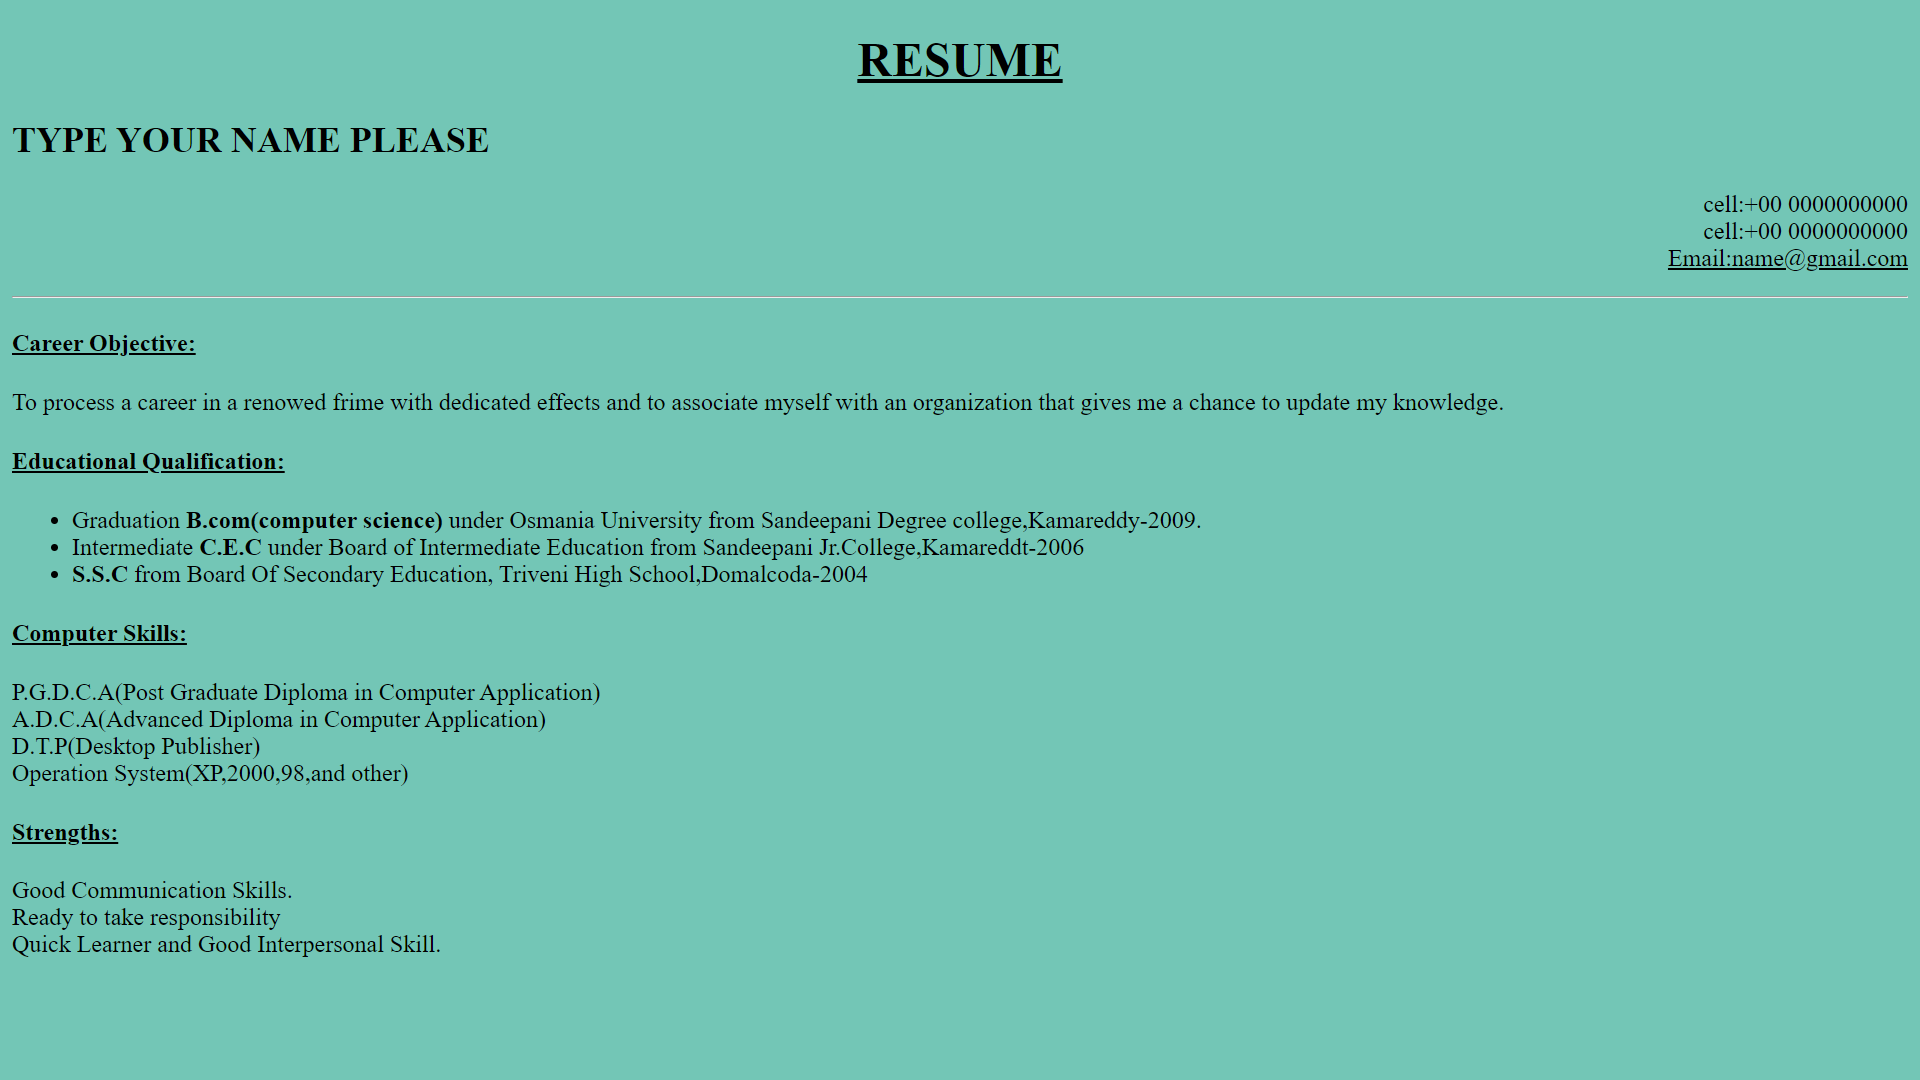 RESUME
TYPE YOUR NAME PLEASE
cell:+00 0000000000
cell:+00 0000000000
Email:name@gmail.com
Career Objective:
To process a career in a renowed frime with dedicated effects and to associate myself with an organization that gives me a chance to update my knowledge.
Educational Qualification:
• Graduation B.com(computer science) under Osmania University from Sandeepani Degree college,Kamareddy-2009.
• Intermediate C.E.C under Board of Intermediate Education from Sandeepani Jr.College,Kamareddt-2006
• S.S.C from Board Of Secondary Education, Triveni High School,Domalcoda-2004
Computer Skills:
P.G.D.C.A(Post Graduate Diploma in Computer Application)
A.D.C.A(Advanced Diploma in Computer Application)
D.T.P(Desktop Publisher)
Operation System(XP,2000,98,and other)
Strengths:
Good Communication Skills.
Ready to take responsibility
Quick Learner and Good Interpersonal Skill.